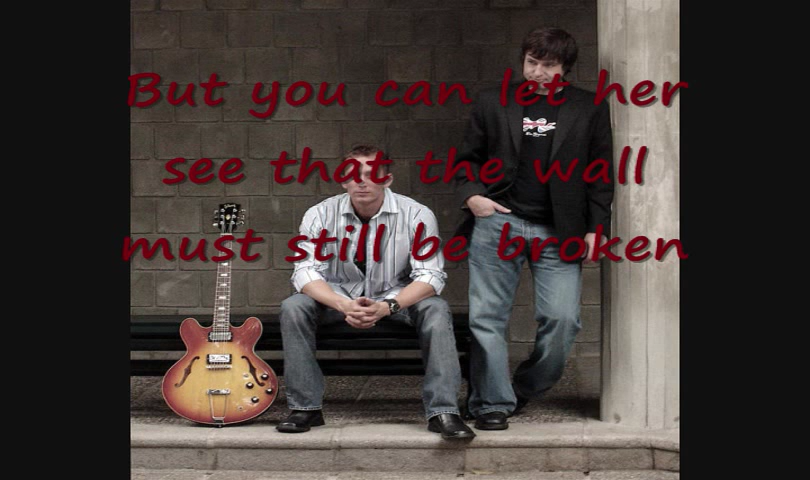 But you can let her
see that the wall
must still be broken